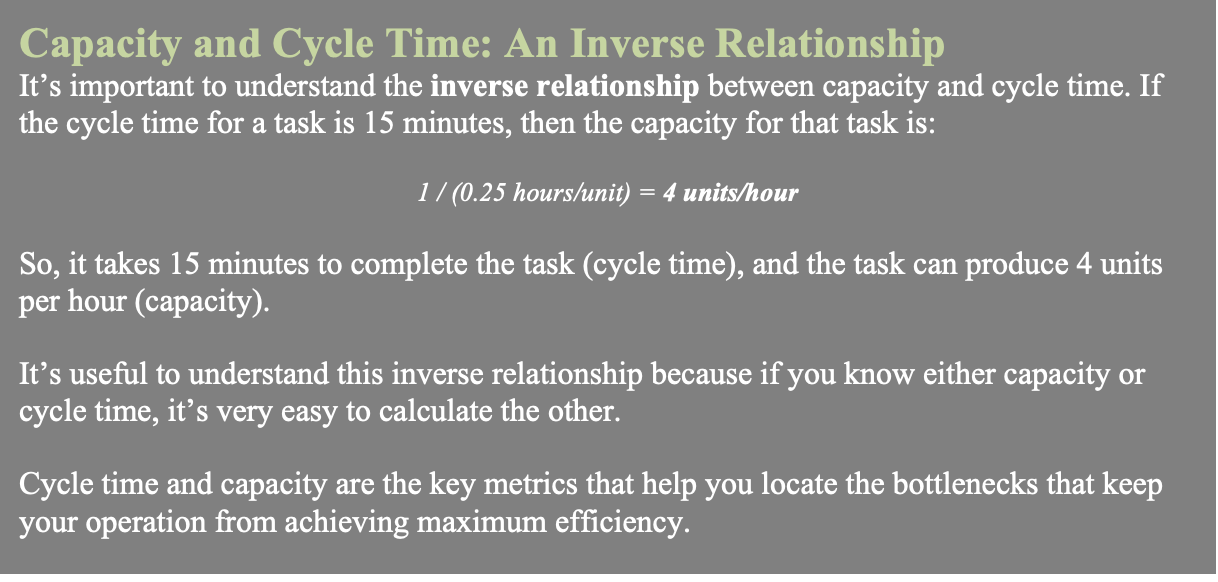 Capacity and Cycle Time: An Inverse Relationship
It’s important to understand the inverse relationship between capacity and cycle time. If
the cycle time for a task is 15 minutes, then the capacity for that task is:
1 / (0.25 hours/unit) = 4 units/hour
So, it takes 15 minutes to complete the task (cycle time), and the task can produce 4 units
per hour (capacity).
It’s useful to understand this inverse relationship because if you know either capacity or
cycle time, it’s very easy to calculate the other.
Cycle time and capacity are the key metrics that help you locate the bottlenecks that keep
your operation from achieving maximum efficiency.